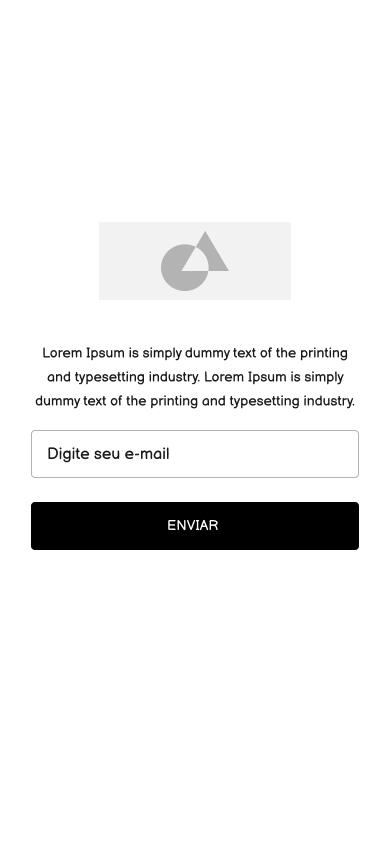 Lorem Ipsum is simply dummy text of the printing
and typesetting industry. Lorem Ipsum is simply
dummy text of the printing and typesetting industry.
Digite seu e-mail
ENVIAR